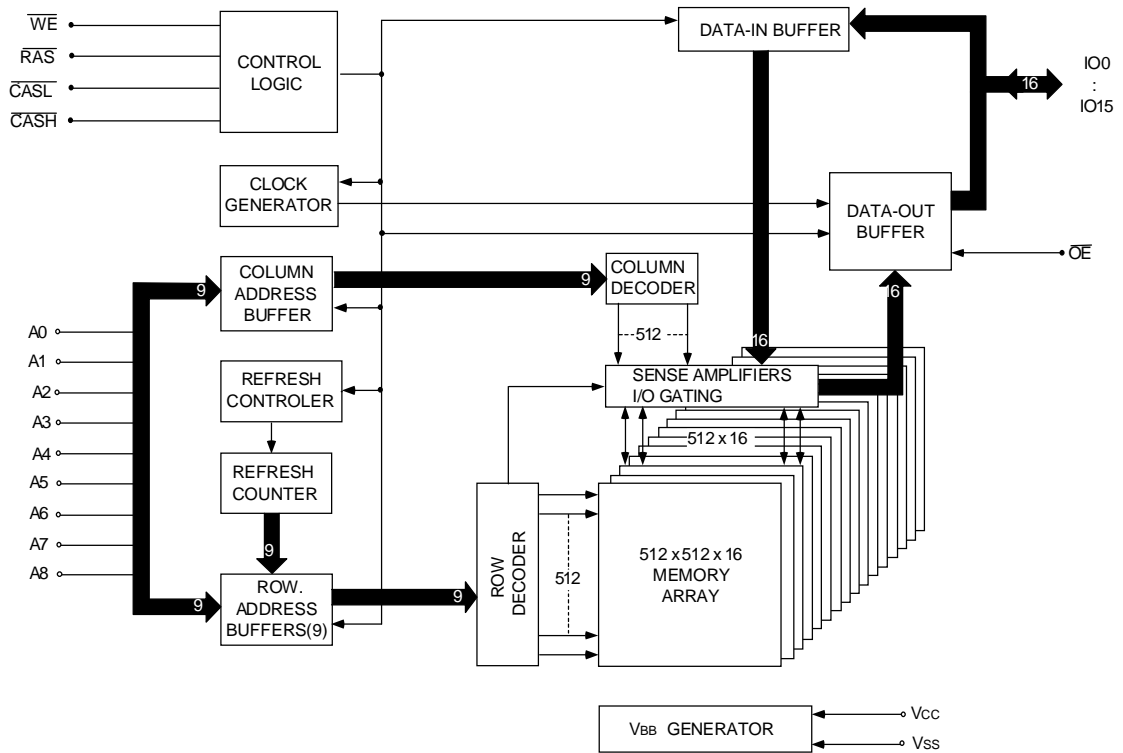 WE
RAS
CASL
CASH
CONTROL
LOGIC
DATA-IN BUFFER
16
IO0
:
IO15
CLOCK
GENERATOR
DATA-OUT
BUFFER
OE
9
COLUMN
ADDRESS
BUFFER
9
COLUMN
DECODER
16
512
16
A0
A1
A2
A3
A4
A5
A6
A7
A8
REFRESH
CONTROLER
SENSE AMPLIFIERS
I/O GATING
512 x 16
REFRESH
COUNTER
9
9
ROW.
ADDRESS
BUFFERS(9)
9
ROW
DECODER
512
512 x 512 x 16
MEMORY
ARRAY
VBB GENERATOR
VCC
VSS